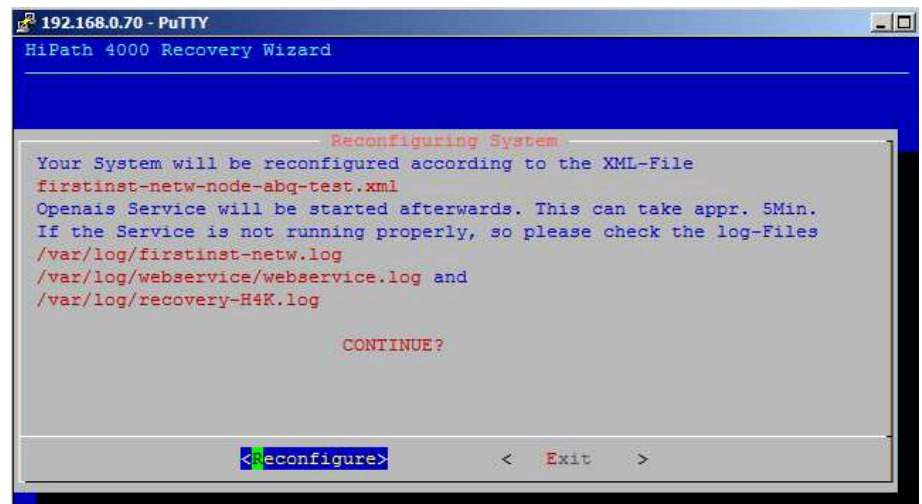 192.168.0.70 - PuTTY
HiPath 4000 Recovery Wizard
Reconfiguring System
Your System will be reconfigured according to the XML-File
firstinst-netw-node-abq-test.xml
Openais Service will be started afterwards. This can take appr. 5Min.
If the Service is not running properly, so please check the log-Files
/var/log/firstinst-netw.log
/var/log/webservice/webservice.log and
/var/log/recovery-H4K.log
CONTINUE?
<Reconfigure> < Exit >